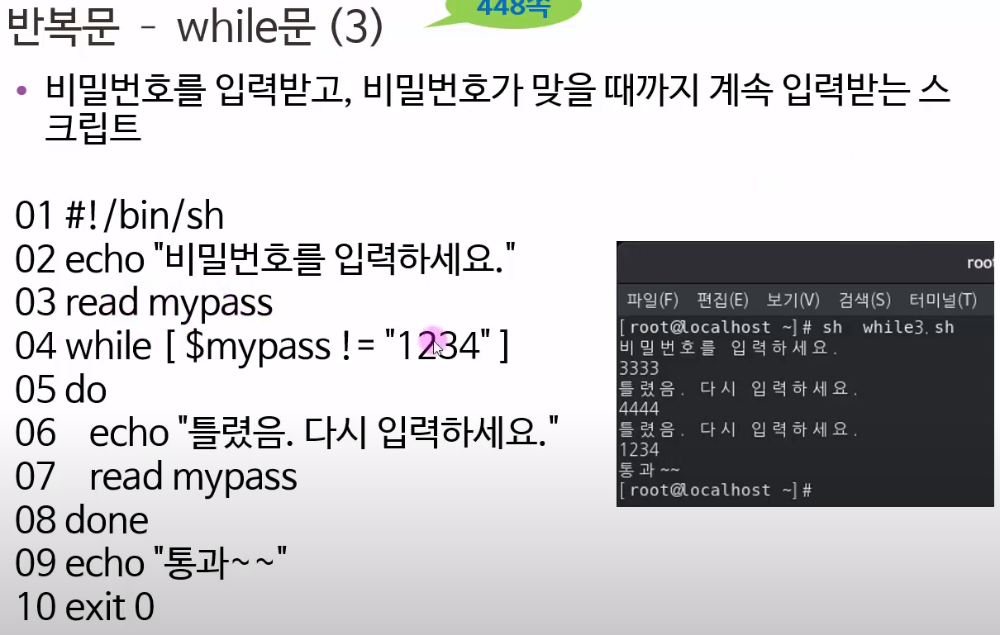 448쪽
반복문 - while문 (3)
• 비밀번호를 입력받고, 비밀번호가 맞을 때까지 계속 입력받는 스
크립트
01 #!/bin/sh
02 echo "비밀번호를 입력하세요."
03 read mypass
04 while [ $mypass != "1234" ]
05 do
06 echo "틀렸음. 다시 입력하세요."
07 read mypass
08 done
09 echo "통과~~"
10 exit 0
root
파일(F) 편집(E) 보기(V) 검색(S) 터미널(T)
[root@localhost ~]# sh while3.sh
비밀번호를 입력하세요.
3333
틀렸음. 다시 입력하세요.
4444
틀렸음. 다시 입력하세요.
1234
통과~~
[root@localhost ~]#